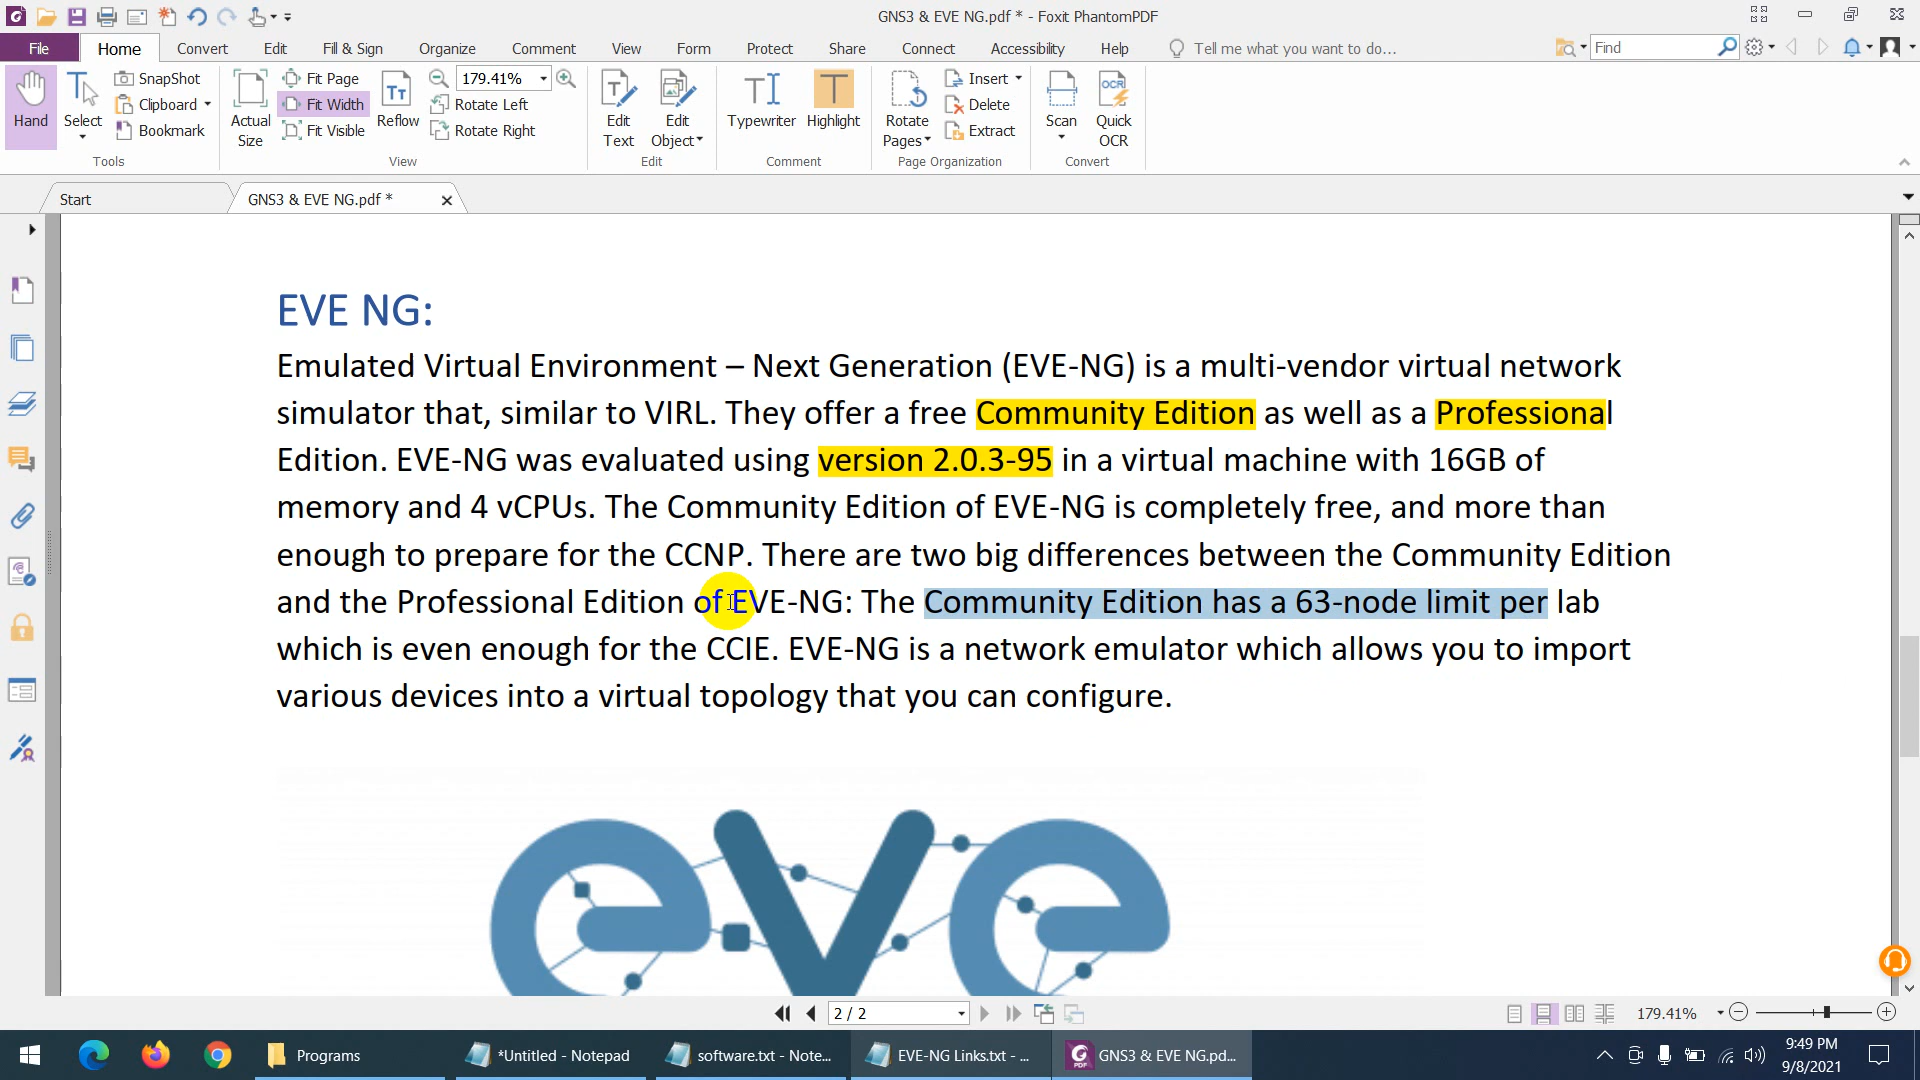 GNS3 & EVE NG.pdf * - Foxit PhantomPDF
File Home Convert Edit Fill & Sign Organize Comment View Form Protect Share Connect Accessibility Help Tell me what you want to do... Find
Hand
Select
SnapShot
Clipboard
Bookmark
Tools
Actual Size
Fit Page
Fit Width
Fit Visible
Reflow
179.41%
Rotate Left
Rotate Right
View
Edit Text
Edit Object
Edit
Typewriter
Highlight
Comment
Rotate Pages
Insert
Delete
Extract
Page Organization
Scan
Quick OCR
Convert
Start
GNS3 & EVE NG.pdf *
EVE NG:
Emulated Virtual Environment – Next Generation (EVE-NG) is a multi-vendor virtual network
simulator that, similar to VIRL. They offer a free Community Edition as well as a Professional
Edition. EVE-NG was evaluated using version 2.0.3-95 in a virtual machine with 16GB of
memory and 4 vCPUs. The Community Edition of EVE-NG is completely free, and more than
enough to prepare for the CCNP. There are two big differences between the Community Edition
and the Professional Edition of EVE-NG: The Community Edition has a 63-node limit per lab
which is even enough for the CCIE. EVE-NG is a network emulator which allows you to import
various devices into a virtual topology that you can configure.
eve
2 / 2
179.41%
Programs
*Untitled - Notepad
software.txt - Note...
EVE-NG Links.txt - ...
GNS3 & EVE NG.pd...
9:49 PM
9/8/2021